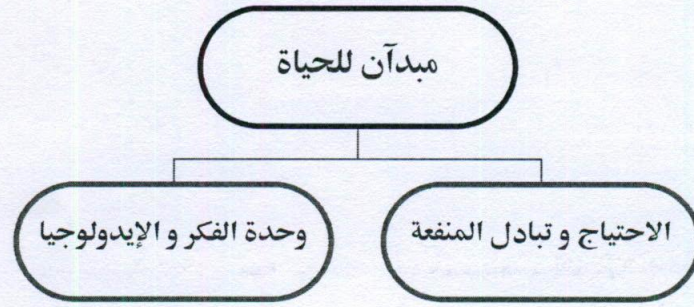 مبدآن للحياة
الاحتياج و تبادل المنفعة
وحدة الفكر و الإيدولوجيا